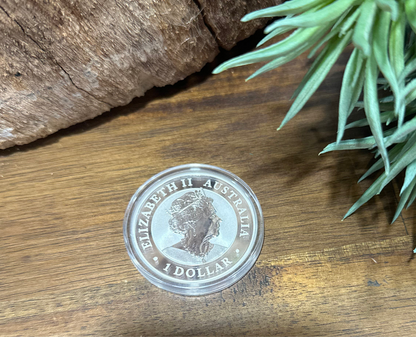 ELIZABETH II AUSTRALIA
1 DOLLAR